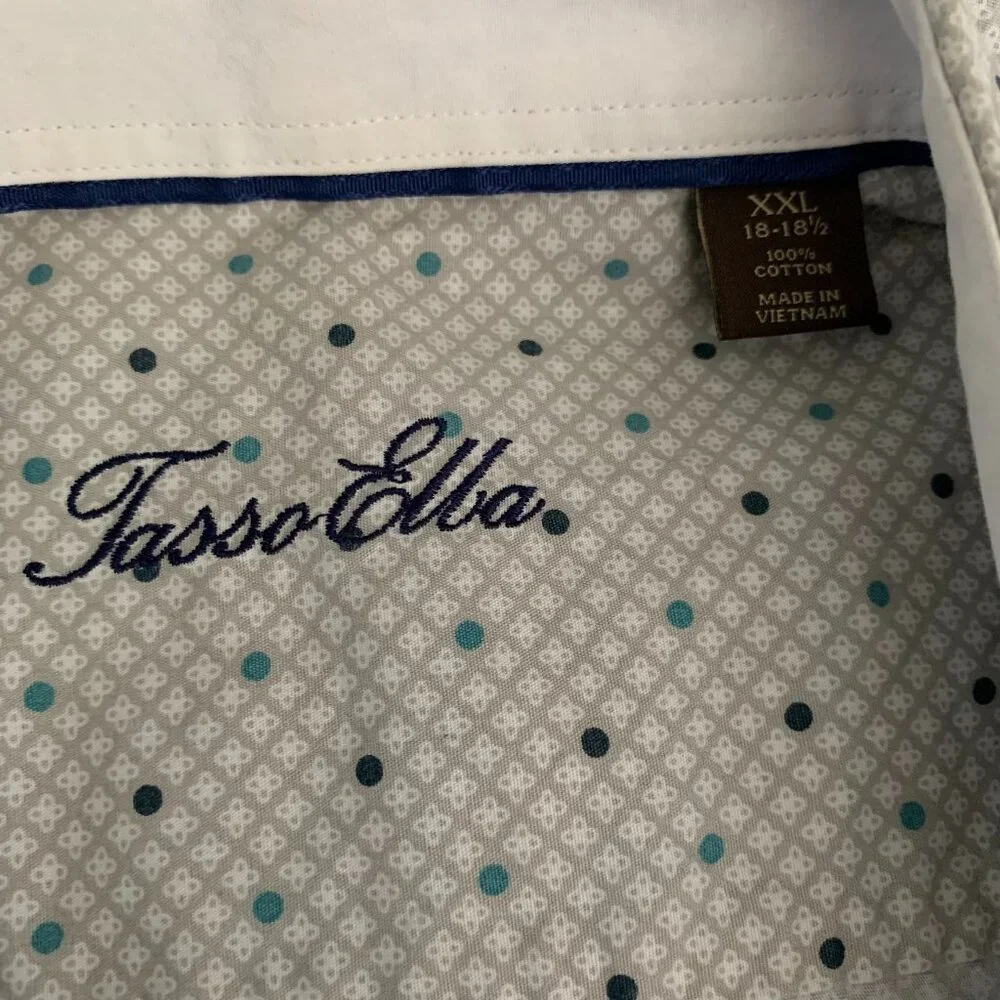 XXL
18-18½
100%
COTTON
MADE IN
VIETNAM
Tasso Elba